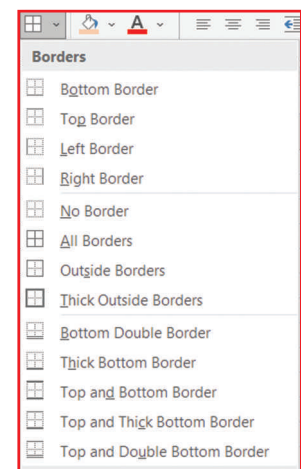 A
Borders
Bottom Border
Top Border
Left Border
Right Border
No Border
All Borders
Outside Borders
Thick Outside Borders
Bottom Double Border
Thick Bottom Border
Top and Bottom Border
Top and Thick Bottom Border
Top and Double Bottom Border